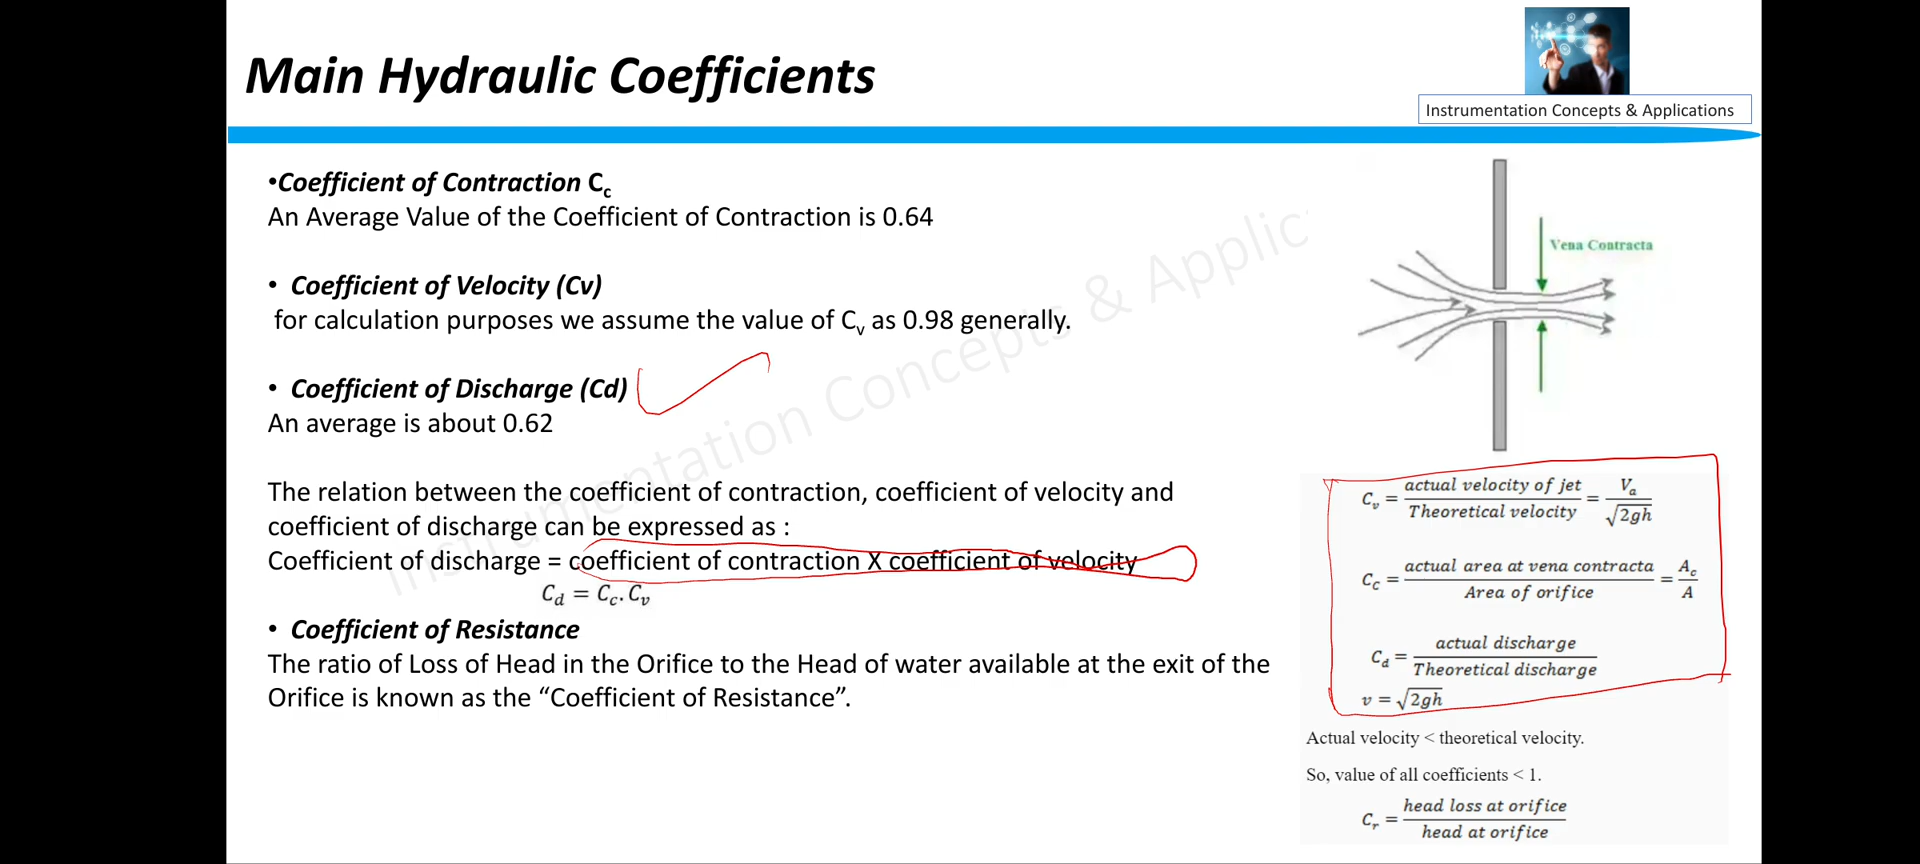 Main Hydraulic Coefficients
Instrumentation Concepts & Applications
•Coefficient of Contraction Cc
An Average Value of the Coefficient of Contraction is 0.64
• Coefficient of Velocity (Cv)
for calculation purposes we assume the value of Cv as 0.98 generally.
• Coefficient of Discharge (Cd)
An average is about 0.62
The relation between the coefficient of contraction, coefficient of velocity and
coefficient of discharge can be expressed as :
Coefficient of discharge = coefficient of contraction X coefficient of velocity
Cd = Cc. Cv
• Coefficient of Resistance
The ratio of Loss of Head in the Orifice to the Head of water available at the exit of the
Orifice is known as the “Coefficient of Resistance”.
Instrumentation Concepts & Applic
Vena Contracta
Cv = actual velocity of jet / Theoretical velocity = Va / √2gh
Cc = actual area at vena contracta / Area of orifice = Ac / A
Cd = actual discharge / Theoretical discharge
v = √2gh
Actual velocity < theoretical velocity.
So, value of all coefficients < 1.
Cr = head loss at orifice / head at orifice